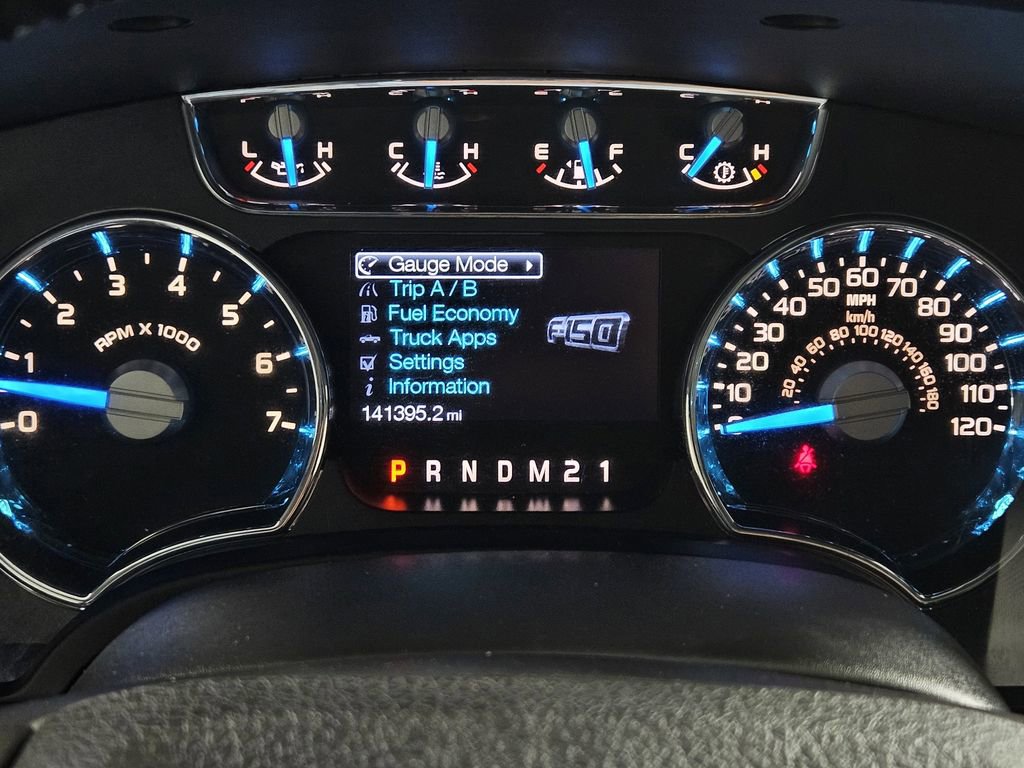 L H C H E F C H
Gauge Mode
Trip A / B
Fuel Economy
Truck Apps
Settings
Information
141395.2 mi
F-150
P R N D M 2 1
0 1 2 3 4 5 6 7
RPM X 1000
0 10 20 30 40 50 60 70 80 90 100 110 120
MPH
km/h
20 40 60 80 100 120 140 160 180